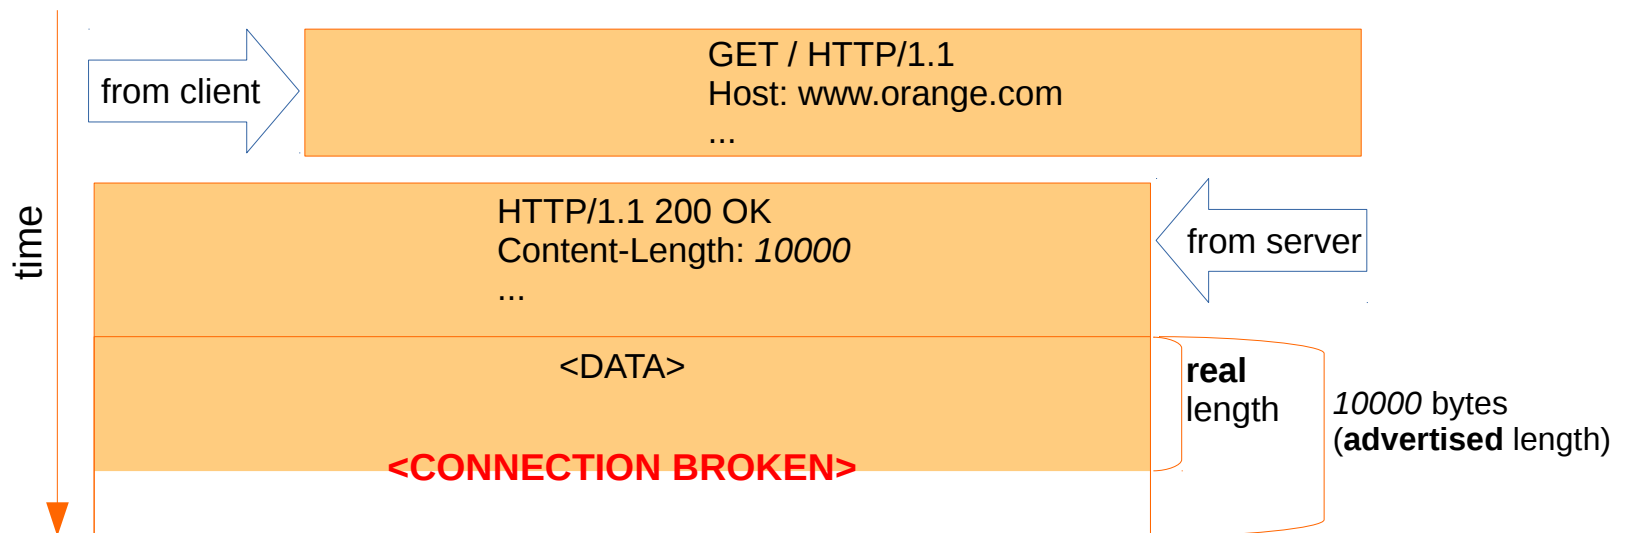 from client
GET / HTTP/1.1
Host: www.orange.com
...
time
HTTP/1.1 200 OK
Content-Length: 10000
...
from server
<DATA>
real
length
10000 bytes
(advertised length)
<CONNECTION BROKEN>